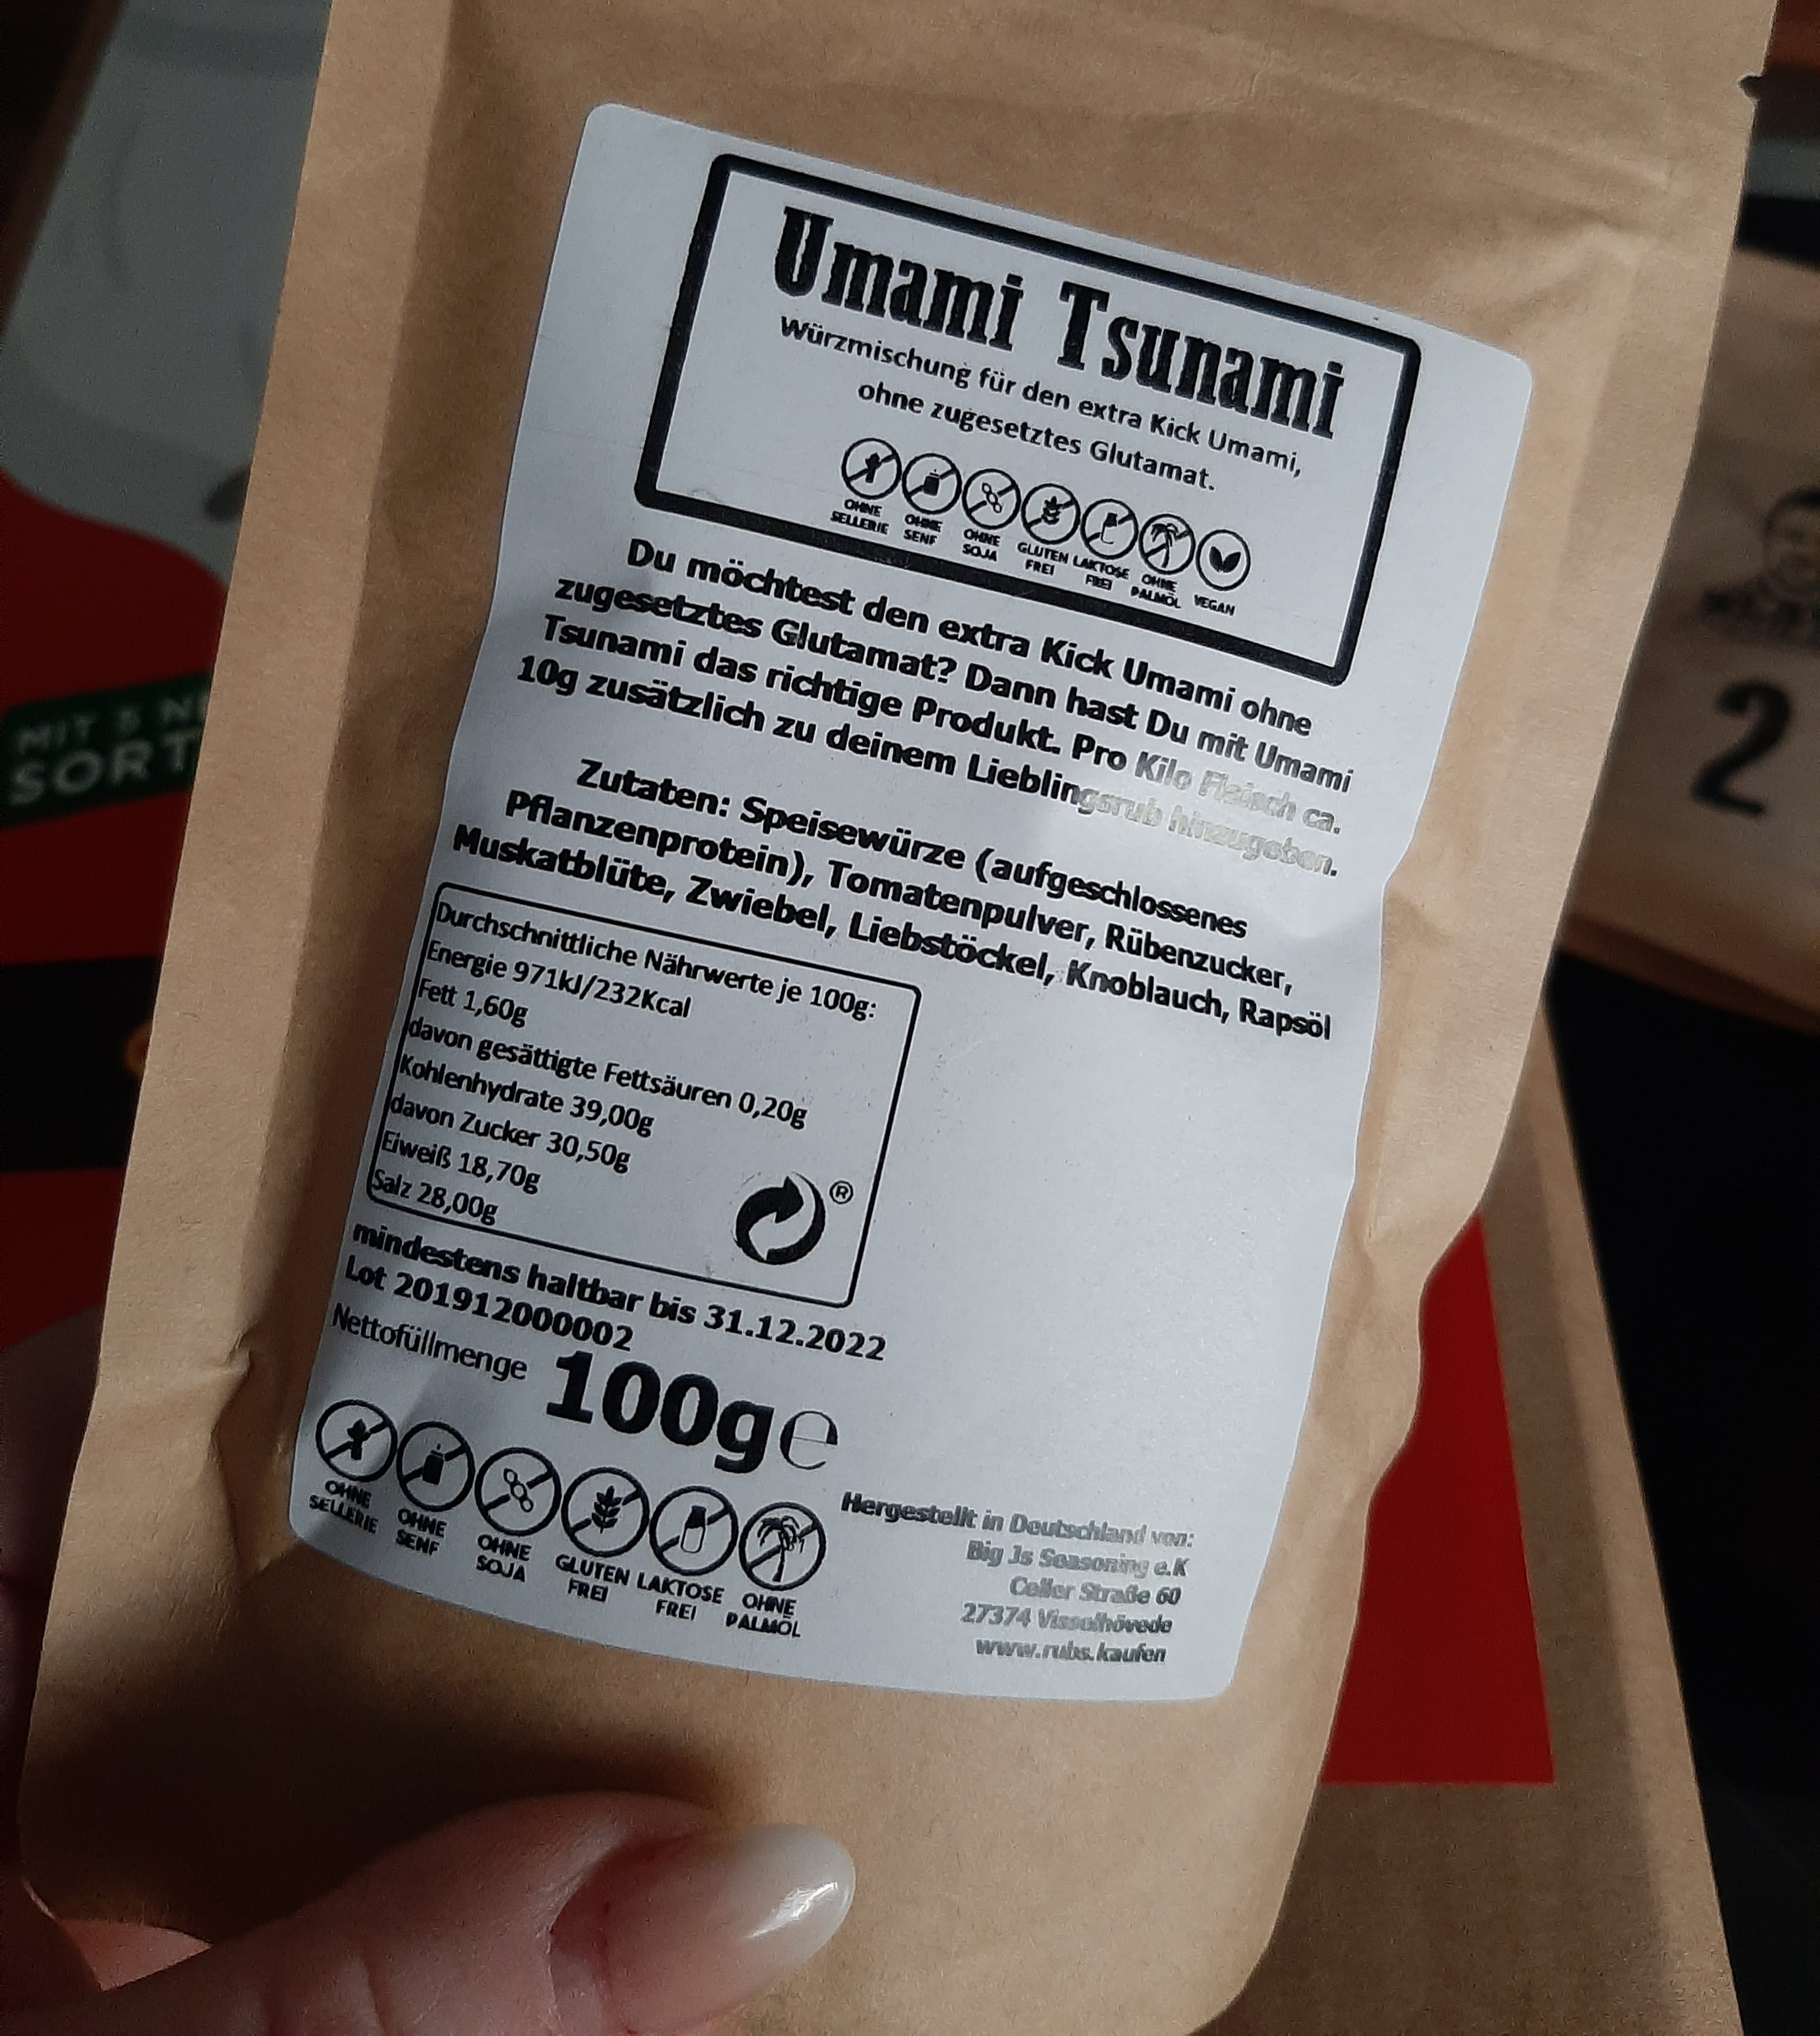 Umami Tsunami
Würzmischung für den extra Kick Umami,
ohne zugesetztes Glutamat.
OHNE SELLERIE
OHNE SENF
OHNE SOJA
GLUTEN FREI
LAKTOSE FREI
OHNE PALMÖL
VEGAN
Du möchtest den extra Kick Umami ohne
zugesetztes Glutamat? Dann hast Du mit Umami
Tsunami das richtige Produkt. Pro Kilo Fleisch ca.
10g zusätzlich zu deinem Lieblingsrub hinzugeben.
Zutaten: Speisewürze (aufgeschlossenes
Pflanzenprotein), Tomatenpulver, Rübenzucker,
Muskatblüte, Zwiebel, Liebstöckel, Knoblauch, Rapsöl
Durchschnittliche Nährwerte je 100g:
Energie 971kJ/232Kcal
Fett 1,60g
davon gesättigte Fettsäuren 0,20g
Kohlenhydrate 39,00g
davon Zucker 30,50g
Eiweiß 18,70g
Salz 28,00g
®
mindestens haltbar bis 31.12.2022
Lot 201912000002
Nettofüllmenge 100g℮
OHNE SELLERIE
OHNE SENF
OHNE SOJA
GLUTEN FREI
LAKTOSE FREI
OHNE PALMÖL
Hergestellt in Deutschland von:
Big Js Seasoning e.K
Celler Straße 60
27374 Visselhövede
www.rubs.kaufen
MIT 3
SORT
2